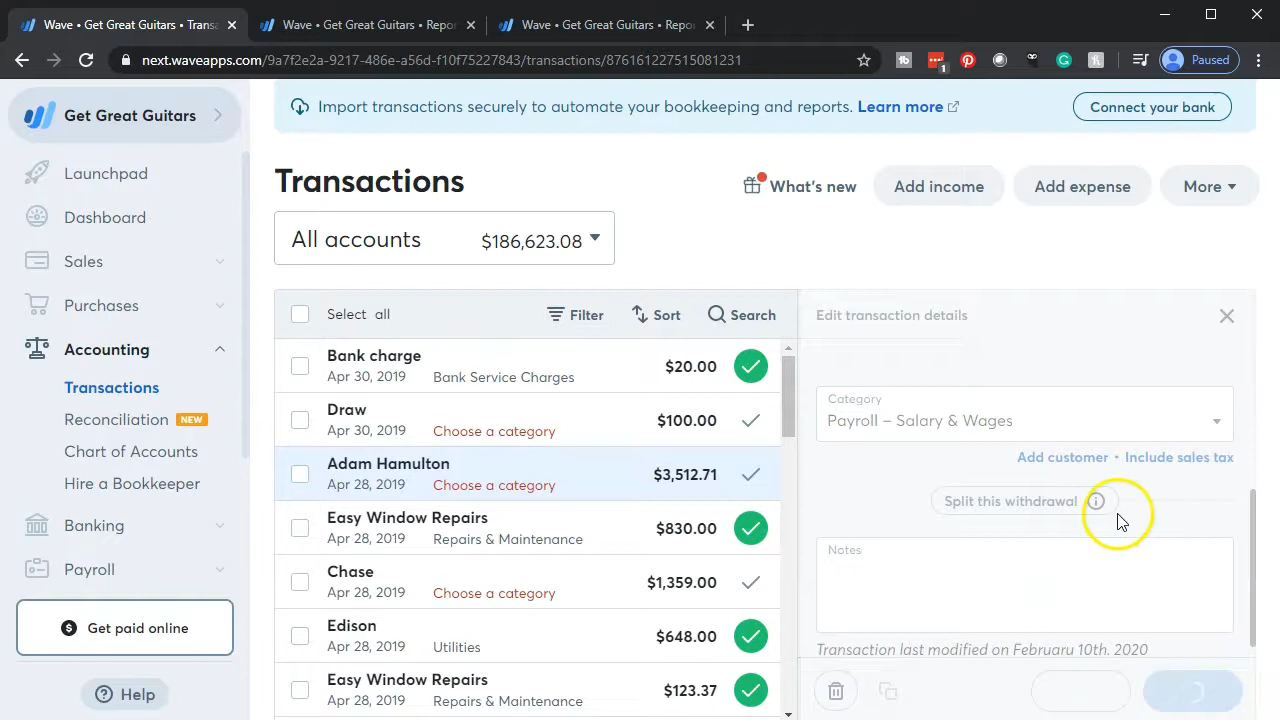 Wave • Get Great Guitars • Transa
Wave • Get Great Guitars • Repor
Wave • Get Great Guitars • Repor
next.waveapps.com/9a7f2e2a-9217-486e-a56d-f10f75227843/transactions/876161227515081231
1
Paused
Get Great Guitars
Import transactions securely to automate your bookkeeping and reports. Learn more
Connect your bank
Launchpad
Dashboard
Sales
Purchases
Accounting
Transactions
Reconciliation NEW
Chart of Accounts
Hire a Bookkeeper
Banking
Payroll
Get paid online
Help
Transactions
What's new
Add income
Add expense
More
All accounts $186,623.08
Select all
Filter
Sort
Search
Bank charge $20.00
Apr 30, 2019 Bank Service Charges
Draw $100.00
Apr 30, 2019 Choose a category
Adam Hamulton $3,512.71
Apr 28, 2019 Choose a category
Easy Window Repairs $830.00
Apr 28, 2019 Repairs & Maintenance
Chase $1,359.00
Apr 28, 2019 Choose a category
Edison $648.00
Apr 28, 2019 Utilities
Easy Window Repairs $123.37
Apr 28, 2019 Repairs & Maintenance
Edit transaction details
Category
Payroll – Salary & Wages
Add customer • Include sales tax
Split this withdrawal
Notes
Transaction last modified on February 10th, 2020